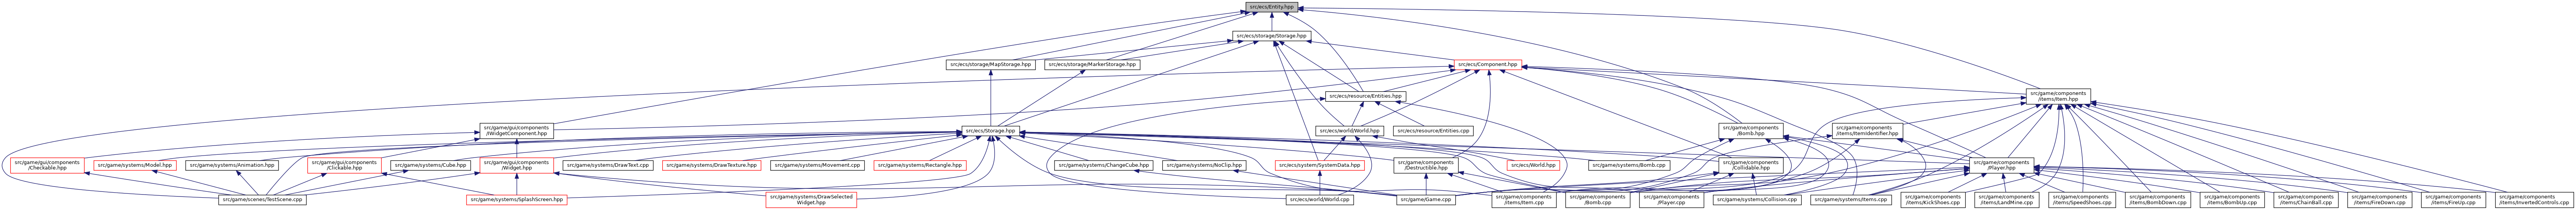 src/ecs/Entity.hpp
src/ecs/storage/Storage.hpp
src/ecs/storage/MapStorage.hpp
src/ecs/storage/MarkerStorage.hpp
src/ecs/Component.hpp
src/ecs/resource/Entities.hpp
src/game/components
/items/Item.hpp
src/game/gui/components
/IWidgetComponent.hpp
src/ecs/Storage.hpp
src/ecs/world/World.hpp
src/ecs/resource/Entities.cpp
src/game/components
/Bomb.hpp
src/game/components
/items/ItemIdentifier.hpp
src/game/gui/components
/Checkable.hpp
src/game/systems/Model.hpp
src/game/systems/Animation.hpp
src/game/gui/components
/Clickable.hpp
src/game/systems/Cube.hpp
src/game/gui/components
/Widget.hpp
src/game/systems/DrawText.cpp
src/game/systems/DrawTexture.hpp
src/game/systems/Movement.cpp
src/game/systems/Rectangle.hpp
src/game/systems/ChangeCube.hpp
src/game/systems/NoClip.hpp
src/ecs/system/SystemData.hpp
src/game/components
/Destructible.hpp
src/ecs/World.hpp
src/game/systems/Bomb.cpp
src/game/components
/Collidable.hpp
src/game/components
/Player.hpp
src/game/scenes/TestScene.cpp
src/game/systems/SplashScreen.hpp
src/game/systems/DrawSelected
Widget.hpp
src/ecs/world/World.cpp
src/game/Game.cpp
src/game/components
/items/Item.cpp
src/game/components
/Bomb.cpp
src/game/components
/Player.cpp
src/game/systems/Collision.cpp
src/game/systems/Items.cpp
src/game/components
/items/KickShoes.cpp
src/game/components
/items/LandMine.cpp
src/game/components
/items/SpeedShoes.cpp
src/game/components
/items/BombDown.cpp
src/game/components
/items/BombUp.cpp
src/game/components
/items/ChainBall.cpp
src/game/components
/items/FireDown.cpp
src/game/components
/items/FireUp.cpp
src/game/components
/items/InvertedControls.cpp